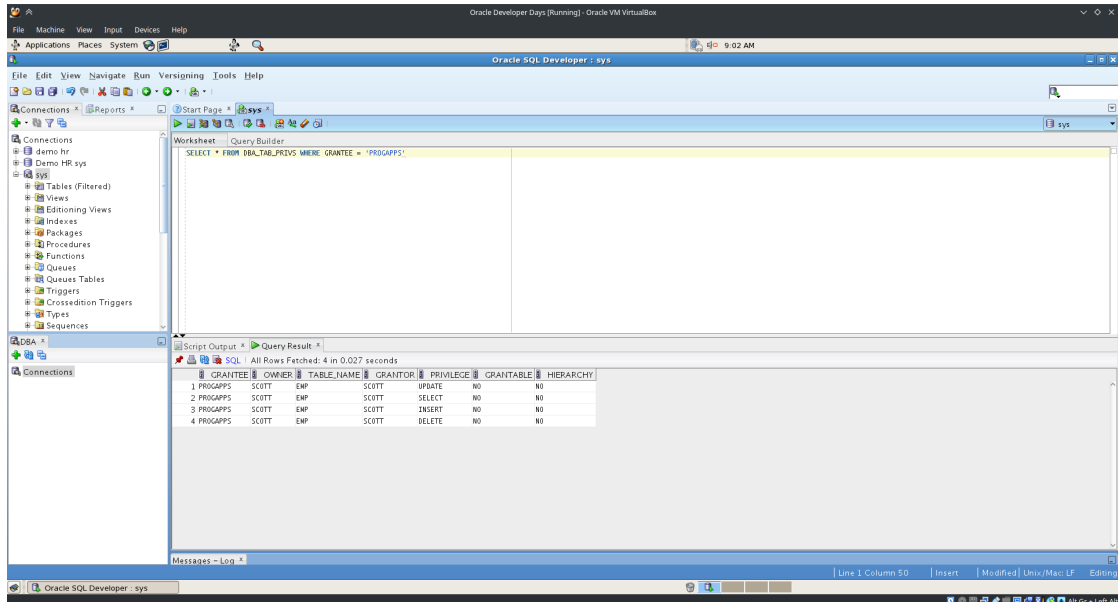 Oracle Developer Days [Running] - Oracle VM VirtualBox
File Machine View Input Devices Help
Applications Places System 9:02 AM
Oracle SQL Developer : sys
File Edit View Navigate Run Versioning Tools Help
Connections Reports Start Page sys
sys
Worksheet Query Builder
SELECT * FROM DBA_TAB_PRIVS WHERE GRANTEE = 'PROGAPPS'
Connections
demo hr
Demo HR sys
sys
Tables (Filtered)
Views
Editioning Views
Indexes
Packages
Procedures
Functions
Queues
Queues Tables
Triggers
Crossedition Triggers
Types
Sequences
DBA
Connections
Script Output Query Result
SQL All Rows Fetched: 4 in 0.027 seconds
GRANTEE OWNER TABLE_NAME GRANTOR PRIVILEGE GRANTABLE HIERARCHY
1 PROGAPPS SCOTT EMP SCOTT UPDATE NO NO
2 PROGAPPS SCOTT EMP SCOTT SELECT NO NO
3 PROGAPPS SCOTT EMP SCOTT INSERT NO NO
4 PROGAPPS SCOTT EMP SCOTT DELETE NO NO
Messages - Log
Line 1 Column 50 Insert Modified Unix/Mac: LF Editing
Oracle SQL Developer : sys
Alt Gr + Left Alt